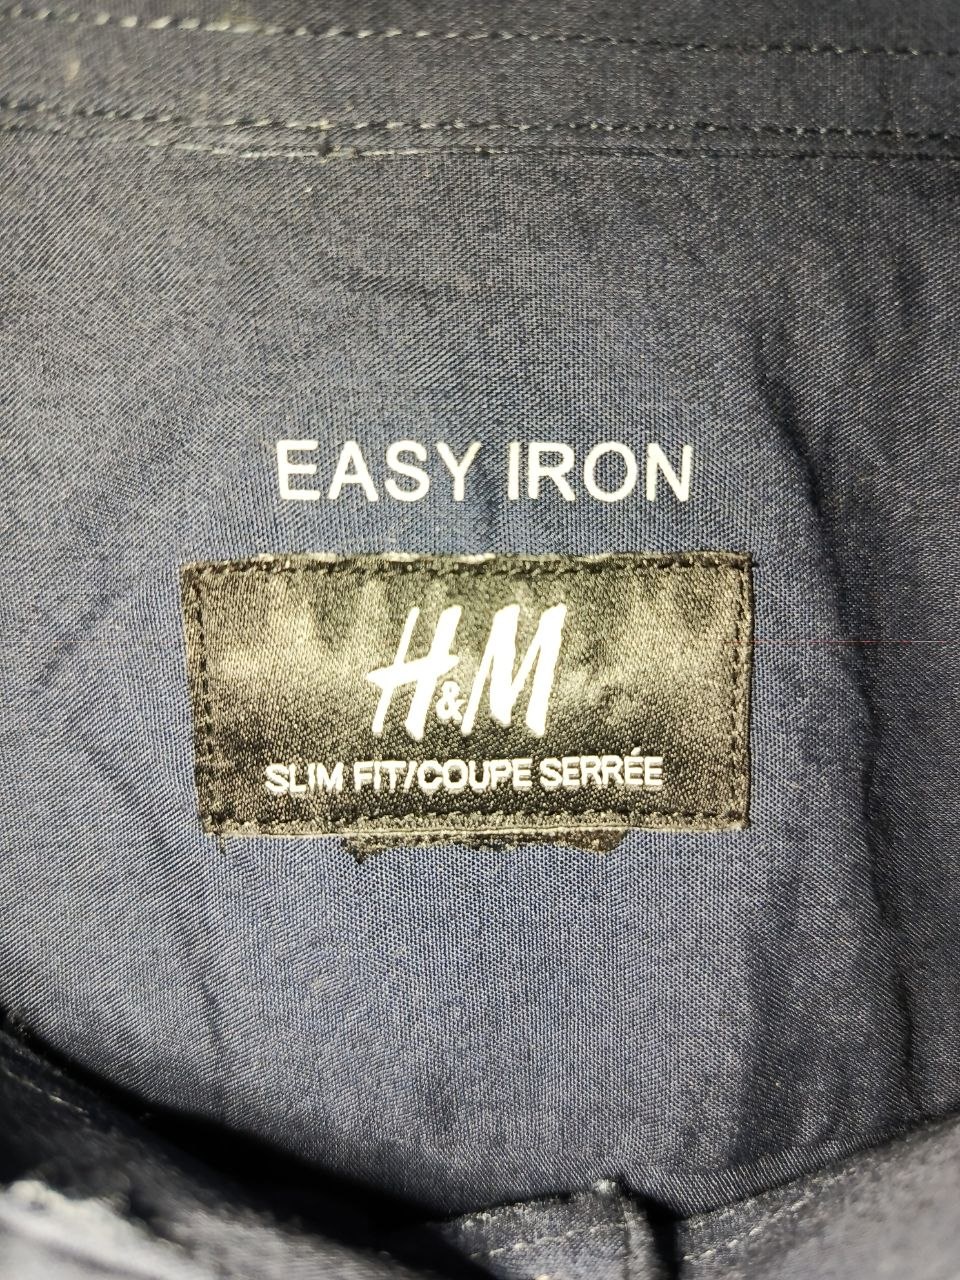 EASY IRON
H&M
SLIM FIT/COUPE SERRÉE